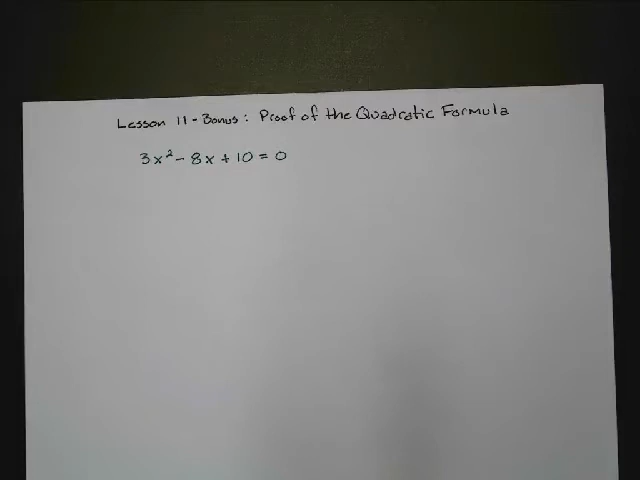 Lesson 11 - Bonus: Proof of the Quadratic Formula
3x² - 8x + 10 = 0